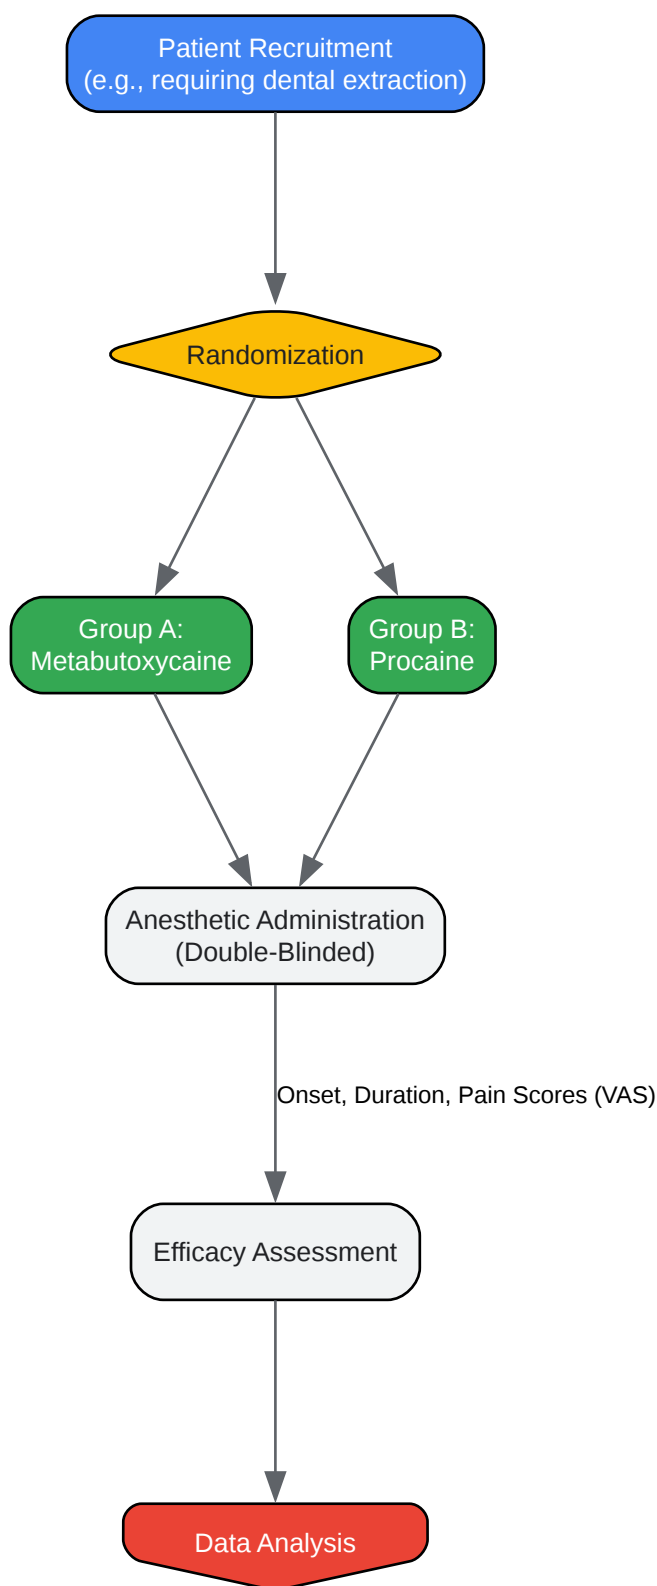 Patient Recruitment
(e.g., requiring dental extraction)
Randomization
Group A:
Metabutoxycaine
Group B:
Procaine
Anesthetic Administration
(Double-Blinded)
Onset, Duration, Pain Scores (VAS)
Efficacy Assessment
Data Analysis